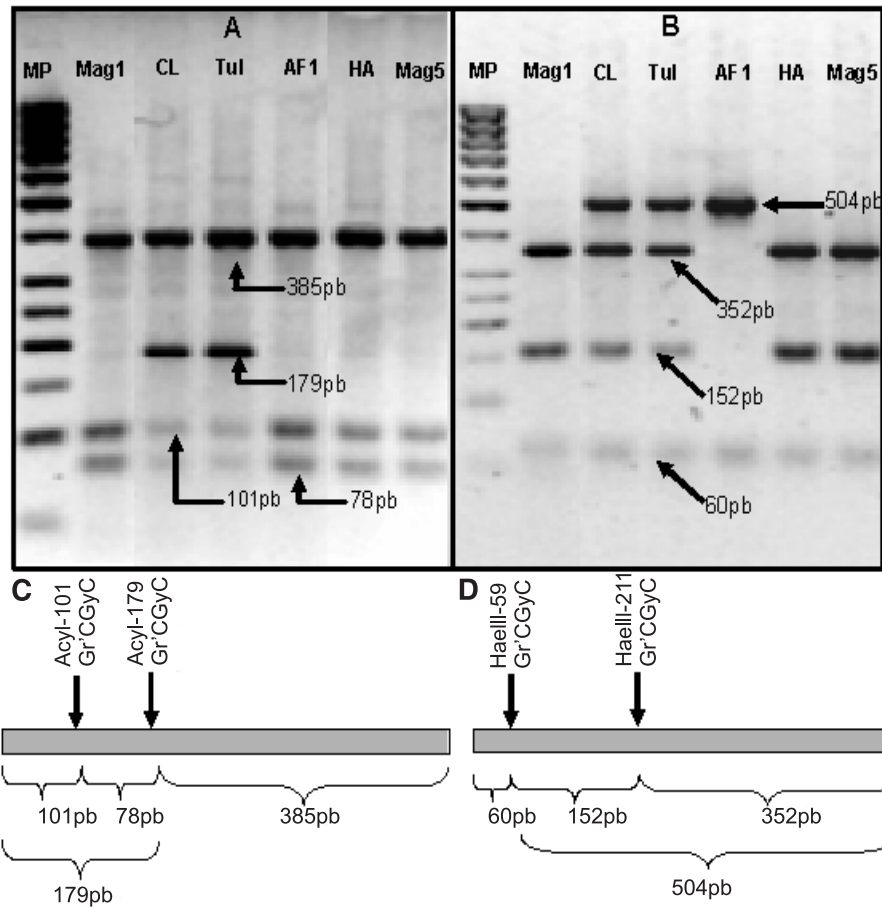 A
MP Mag1 CL Tul AF1 HA Mag5
385pb
179pb
101pb
78pb
B
MP Mag1 CL Tul AF1 HA Mag5
504pb
352pb
152pb
60pb
C
AcyI-101
Gr'CGyC
AcyI-179
Gr'CGyC
101pb 78pb 385pb
179pb
D
HaeIII-59
Gr'CGyC
HaeIII-211
Gr'CGyC
60pb 152pb 352pb
504pb